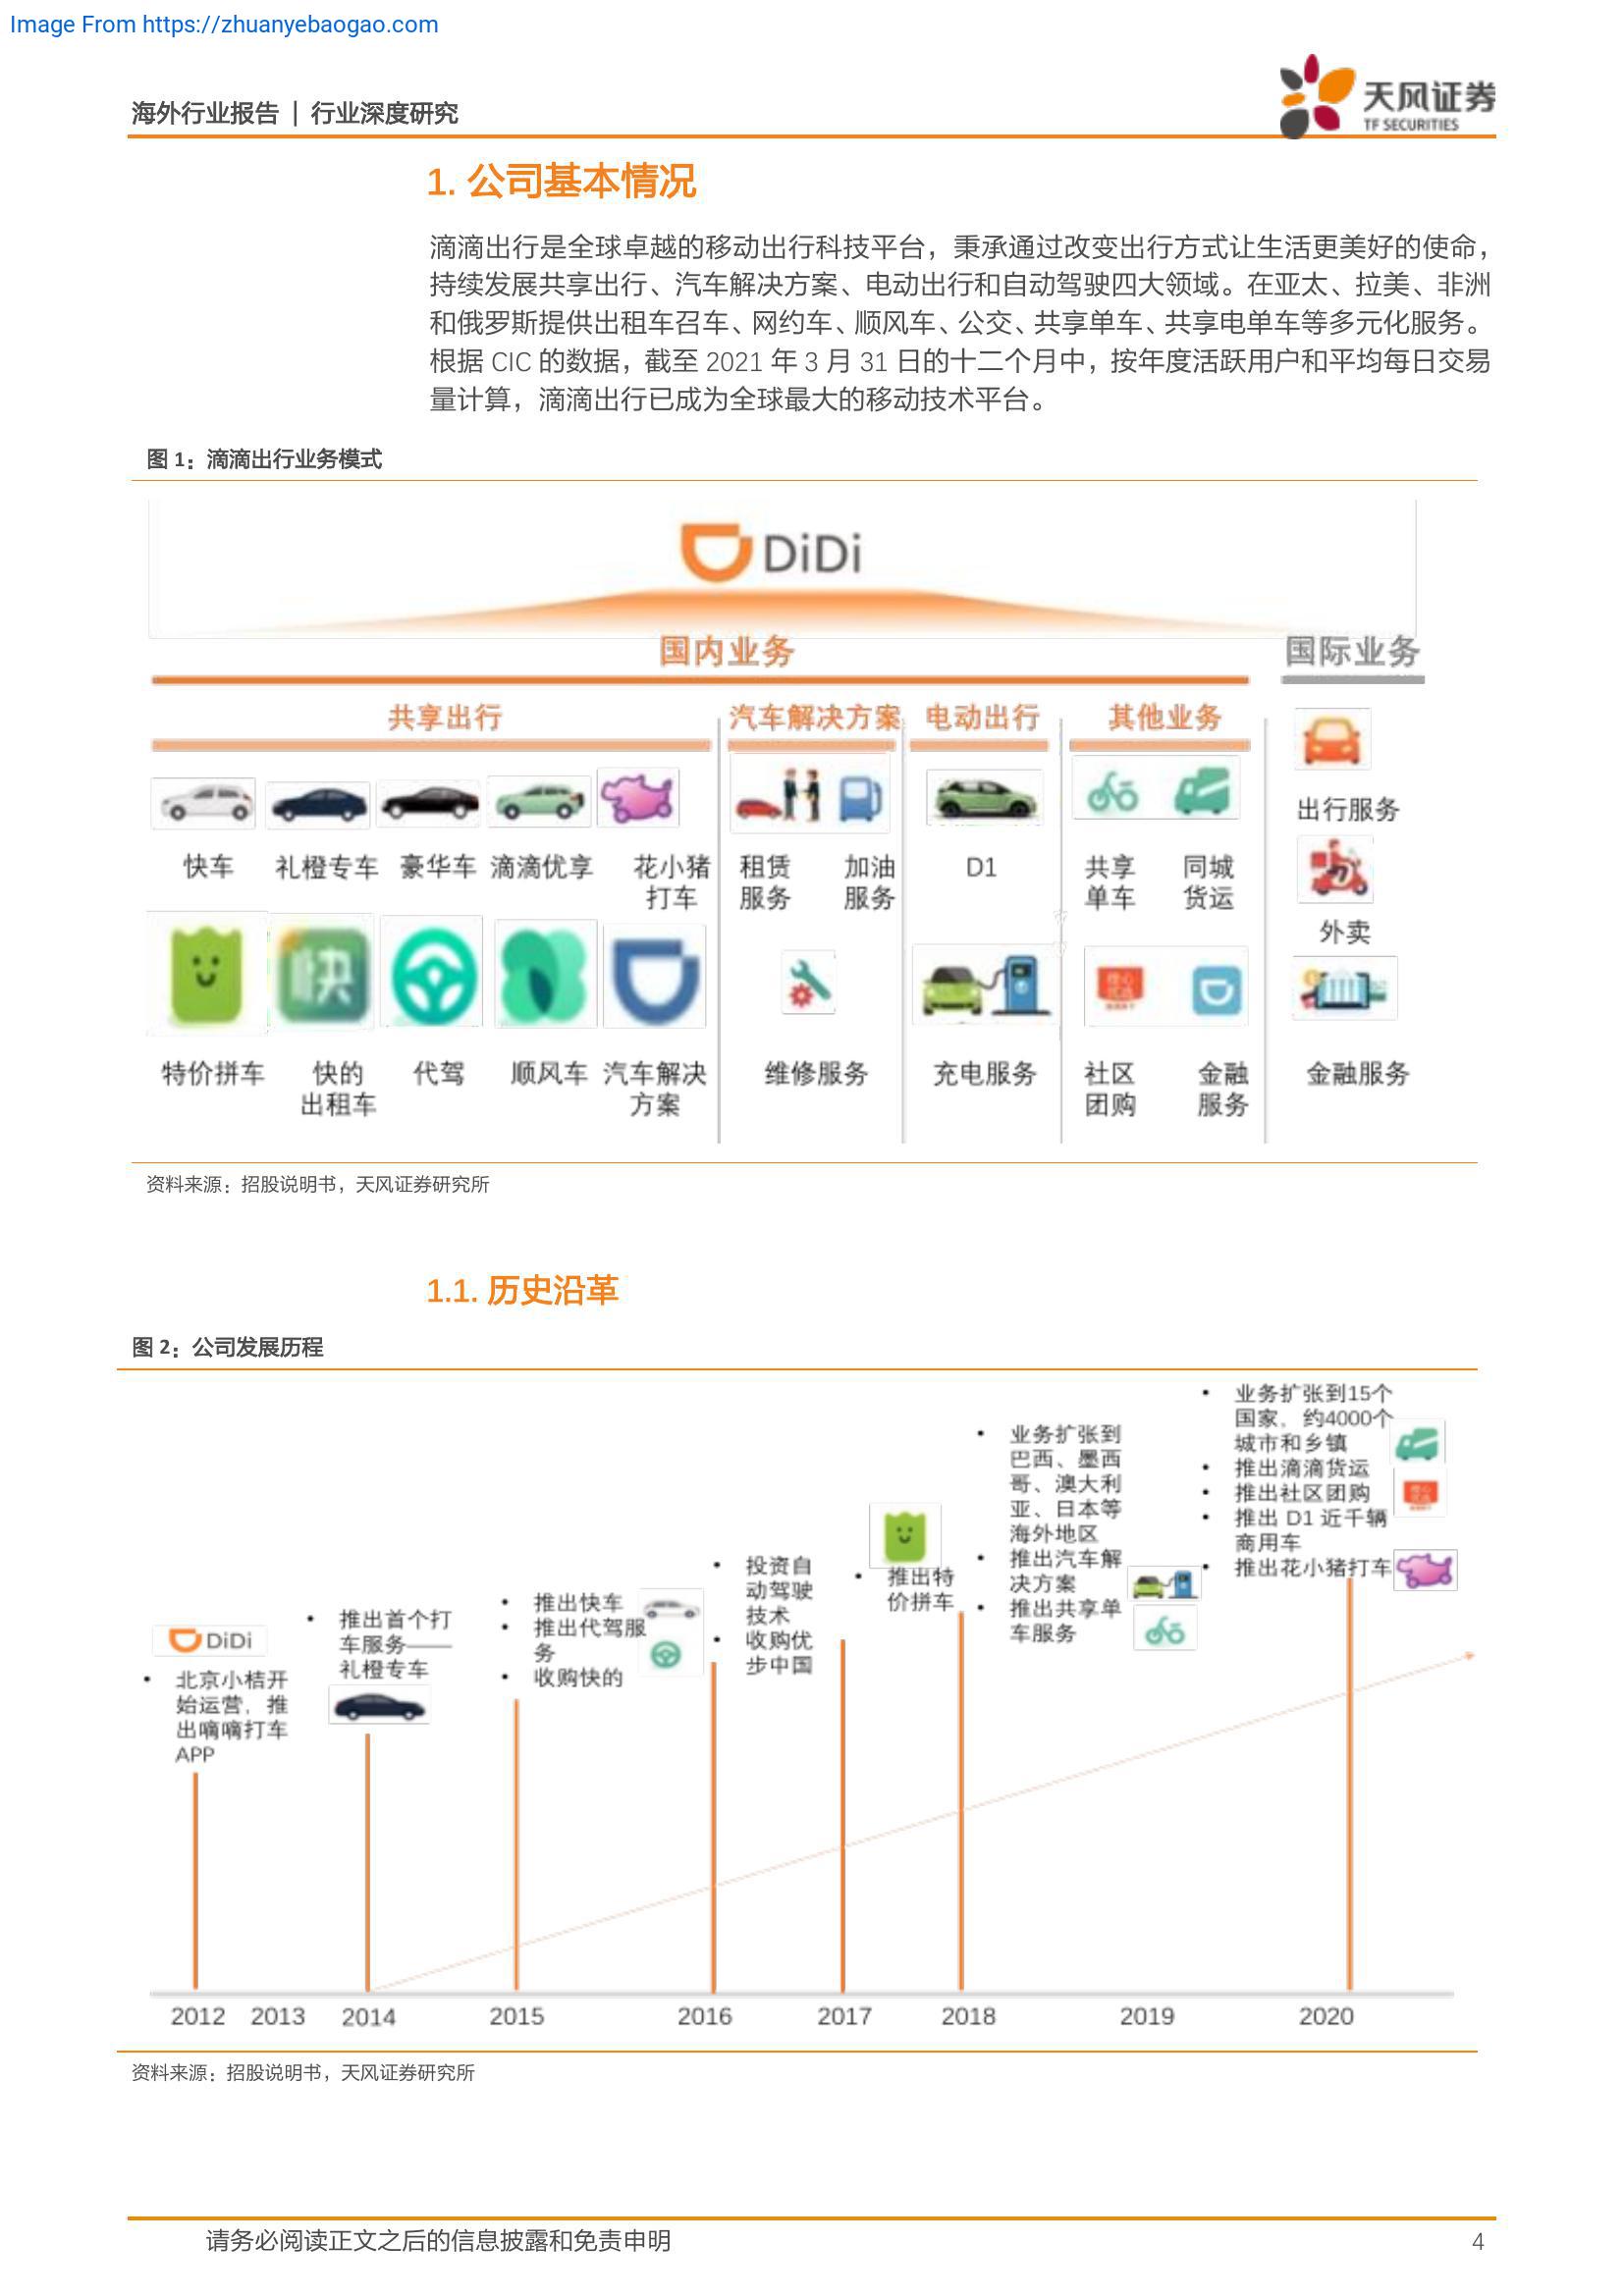 Image From https://zhuanyebaogao.com
海外行业报告 | 行业深度研究
天风证券
TF SECURITIES
1. 公司基本情况
滴滴出行是全球卓越的移动出行科技平台，秉承通过改变出行方式让生活更美好的使命，
持续发展共享出行、汽车解决方案、电动出行和自动驾驶四大领域。在亚太、拉美、非洲
和俄罗斯提供出租车召车、网约车、顺风车、公交、共享单车、共享电单车等多元化服务。
根据 CIC 的数据，截至 2021 年 3 月 31 日的十二个月中，按年度活跃用户和平均每日交易
量计算，滴滴出行已成为全球最大的移动技术平台。
图 1：滴滴出行业务模式
DiDi
国内业务
国际业务
共享出行
汽车解决方案
电动出行
其他业务
快车
礼橙专车
豪华车
滴滴优享
花小猪
打车
租赁
服务
加油
服务
D1
共享
单车
同城
货运
出行服务
外卖
快
特价拼车
快的
出租车
代驾
顺风车
汽车解决
方案
维修服务
充电服务
社区
团购
金融
服务
金融服务
资料来源：招股说明书，天风证券研究所
1.1. 历史沿革
图 2：公司发展历程
DiDi
• 北京小桔开
始运营，推
出嘀嘀打车
APP
• 推出首个打
车服务——
礼橙专车
• 推出快车
• 推出代驾服
务
• 收购快的
• 投资自
动驾驶
技术
• 收购优
步中国
• 推出特
价拼车
• 业务扩张到
巴西、墨西
哥、澳大利
亚、日本等
海外地区
• 推出汽车解
决方案
• 推出共享单
车服务
• 业务扩张到15个
国家，约4000个
城市和乡镇
• 推出滴滴货运
• 推出社区团购
• 推出 D1 近千辆
商用车
• 推出花小猪打车
2012 2013 2014 2015 2016 2017 2018 2019 2020
资料来源：招股说明书，天风证券研究所
请务必阅读正文之后的信息披露和免责申明
4